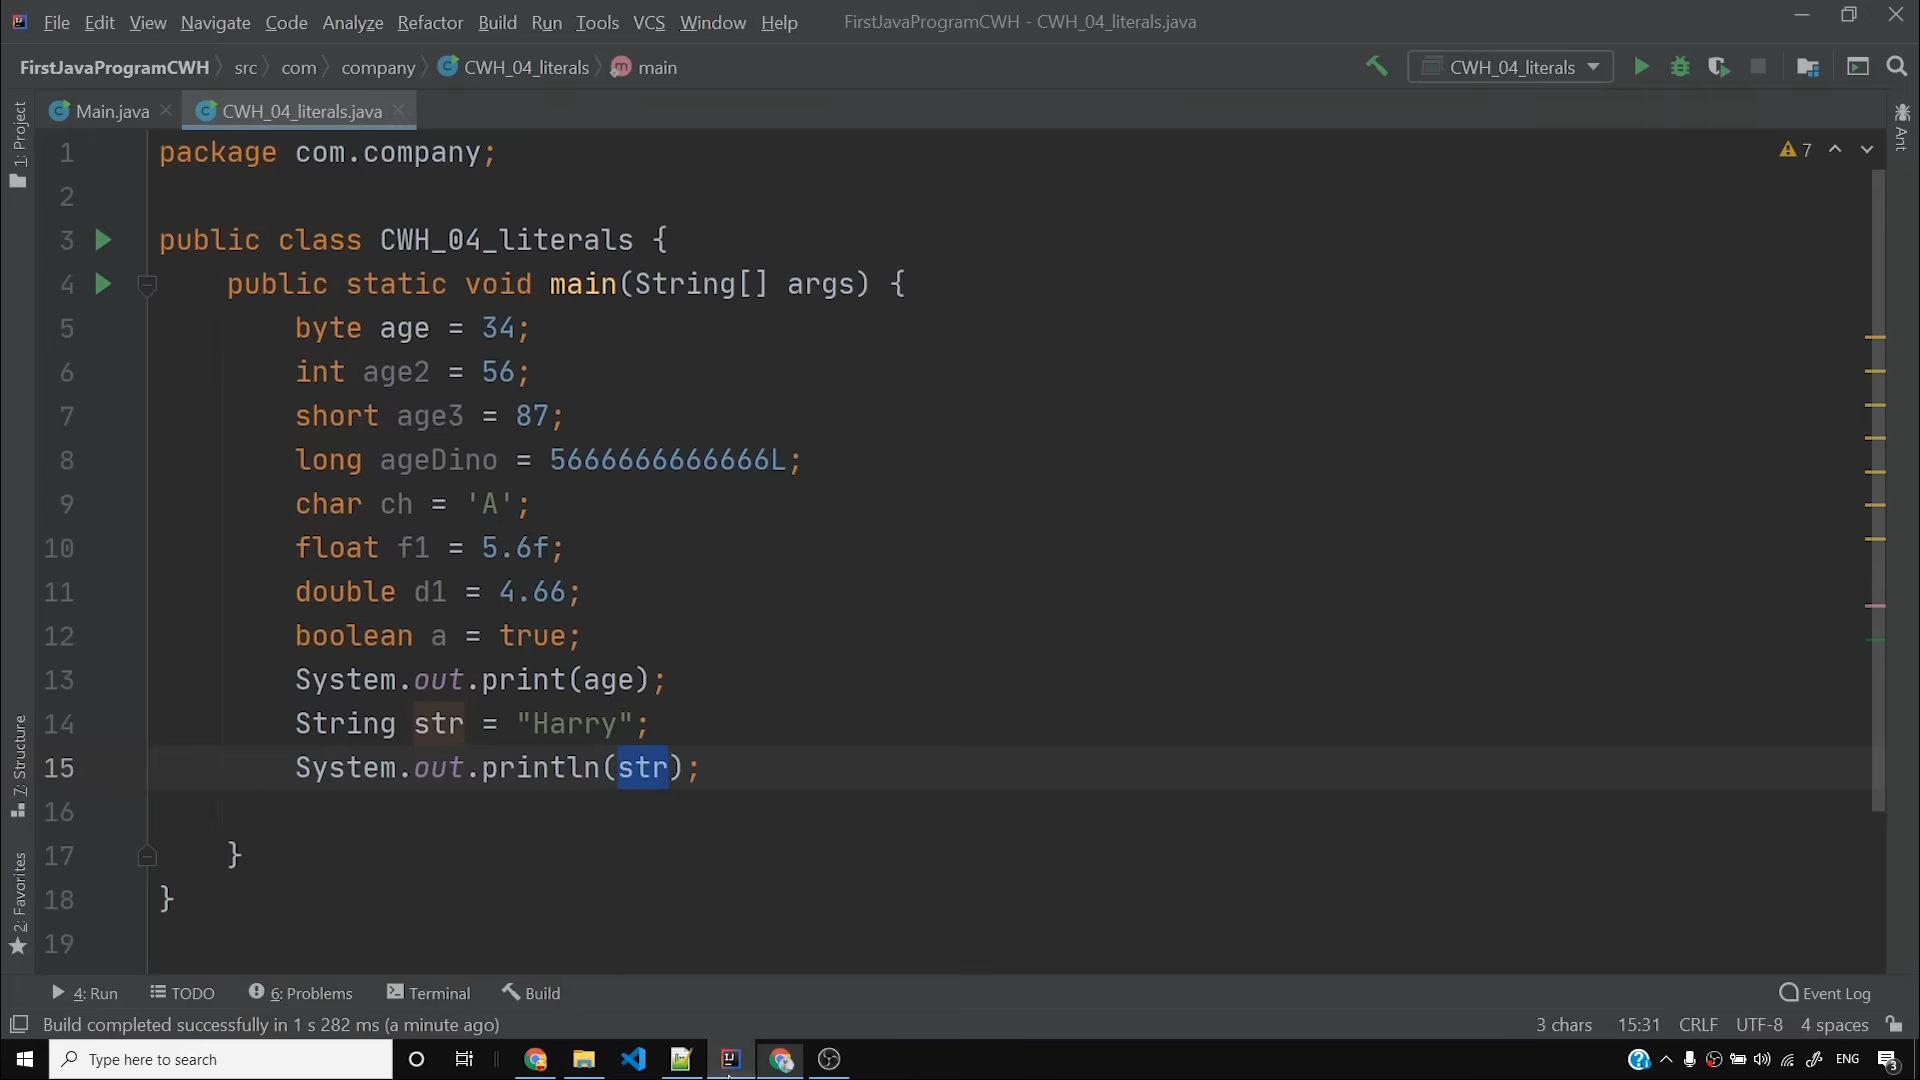 File Edit View Navigate Code Analyze Refactor Build Run Tools VCS Window Help FirstJavaProgramCWH - CWH_04_literals.java
FirstJavaProgramCWH src com company CWH_04_literals main CWH_04_literals
Main.java CWH_04_literals.java
1: Project
Ant
7
1 package com.company;
2
3 public class CWH_04_literals {
4 public static void main(String[] args) {
5 byte age = 34;
6 int age2 = 56;
7 short age3 = 87;
8 long ageDino = 5666666666666L;
9 char ch = 'A';
10 float f1 = 5.6f;
11 double d1 = 4.66;
12 boolean a = true;
13 System.out.print(age);
14 String str = "Harry";
15 System.out.println(str);
16
17 }
18 }
19
7: Structure
2: Favorites
4: Run TODO 6: Problems Terminal Build Event Log
Build completed successfully in 1 s 282 ms (a minute ago) 3 chars 15:31 CRLF UTF-8 4 spaces
Type here to search ENG 3